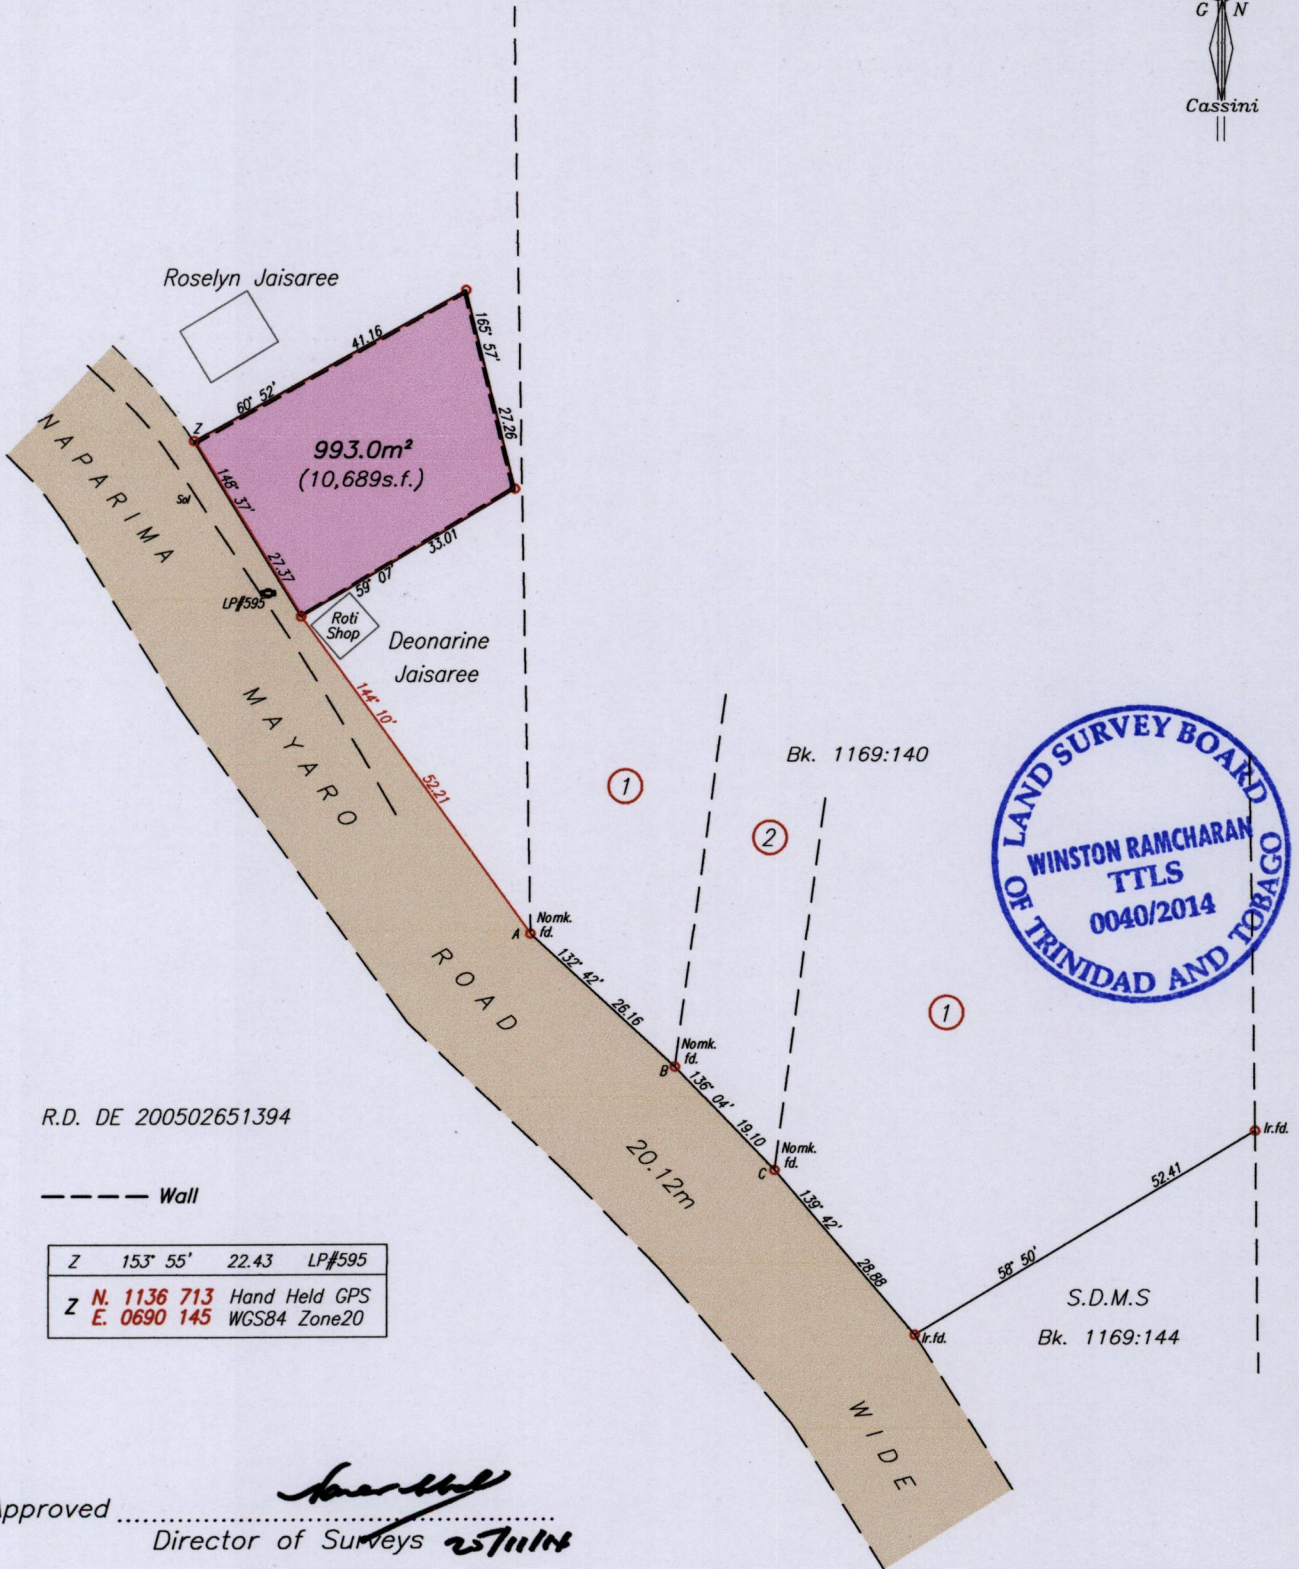 G N
Cassini
Roselyn Jaisaree
41.16
60° 52'
165° 57'
27.26
Z
993.0m²
(10,689s.f.)
148° 37'
27.37
33.01
59° 07'
LP#595
Roti
Shop
Deonarine
Jaisaree
NAPARIMA
MAYARO
ROAD
20.12m
WIDE
144° 10'
52.21
Bk. 1169:140
1
2
1
LAND SURVEY BOARD
OF TRINIDAD AND TOBAGO
WINSTON RAMCHARAN
TTLS
0040/2014
A
Nomk.
fd.
132° 42'
26.16
B
Nomk.
fd.
136° 04'
19.10
C
Nomk.
fd.
139° 42'
28.88
Ir.fd.
58° 50'
52.41
Ir.fd.
S.D.M.S
Bk. 1169:144
R.D. DE 200502651394
Wall
Z 153° 55' 22.43 LP#595
Z N. 1136 713 Hand Held GPS
E. 0690 145 WGS84 Zone20
Approved
Director of Surveys 25/11/14